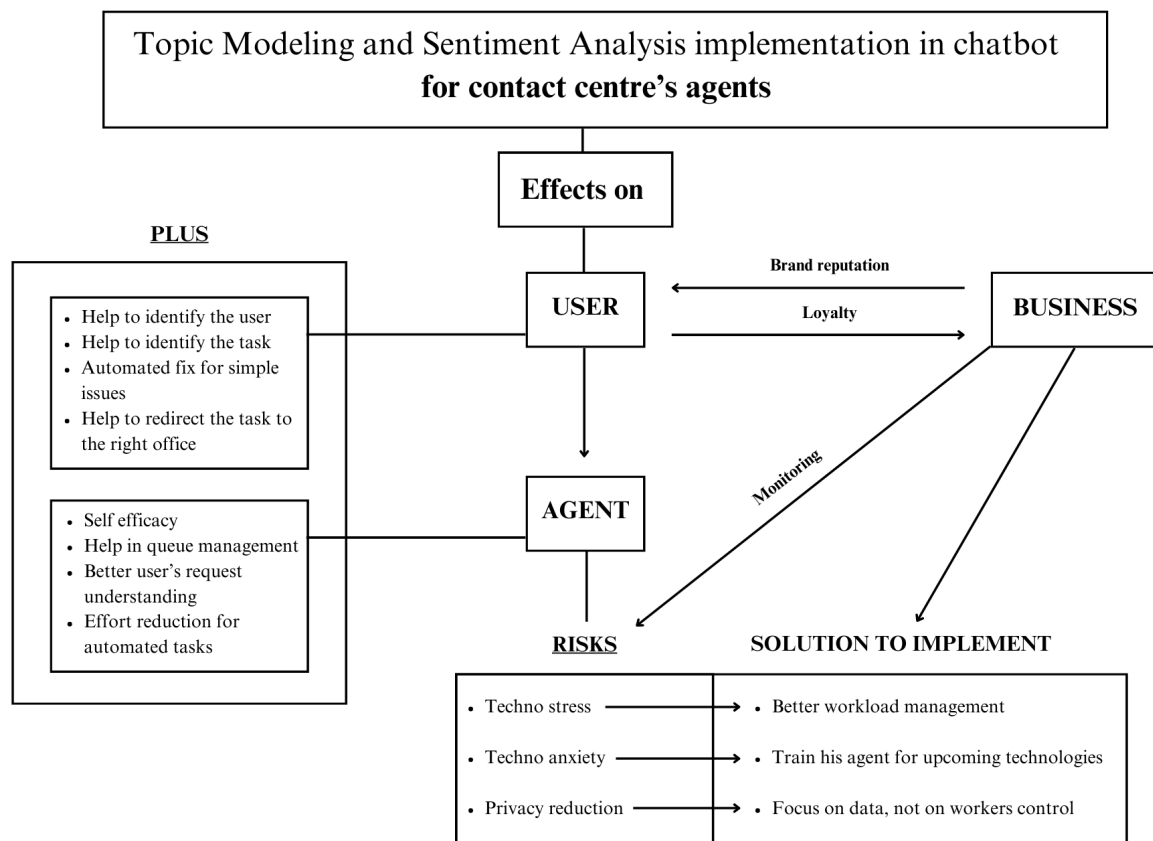 Topic Modeling and Sentiment Analysis implementation in chatbot
for contact centre's agents
Effects on
PLUS
• Help to identify the user
• Help to identify the task
• Automated fix for simple
issues
• Help to redirect the task to
the right office
USER
Brand reputation
Loyalty
BUSINESS
Monitoring
• Self efficacy
• Help in queue management
• Better user's request
understanding
• Effort reduction for
automated tasks
AGENT
RISKS
SOLUTION TO IMPLEMENT
• Techno stress
• Better workload management
• Techno anxiety
• Train his agent for upcoming technologies
• Privacy reduction
• Focus on data, not on workers control